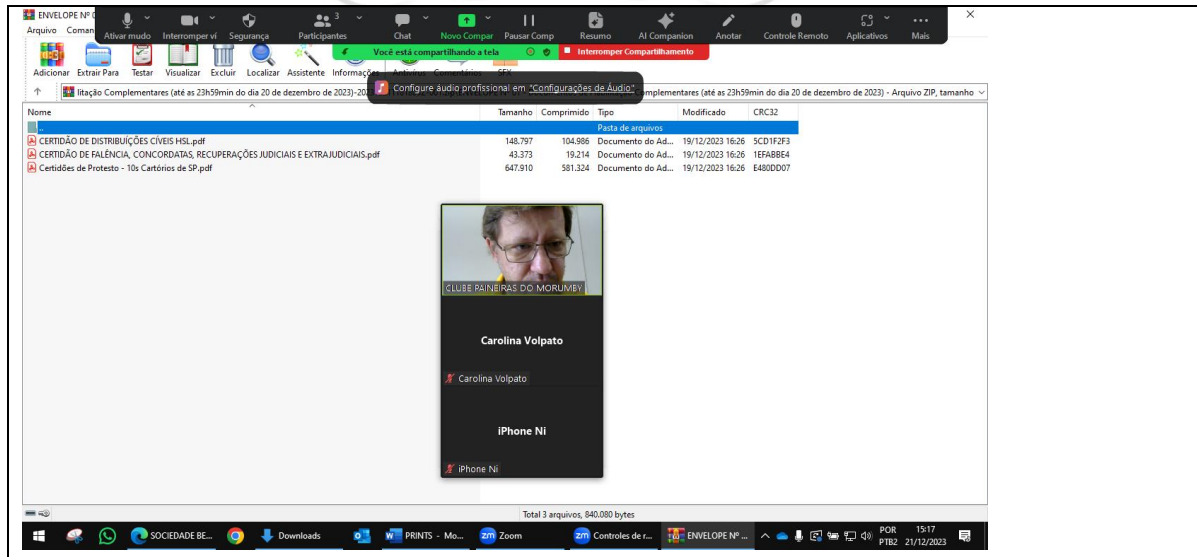 ENVELOPE Nº
3
Ativar mudo Interromper ví Segurança Participantes Chat Novo Compar Pausar Comp Resumo AI Companion Anotar Controle Remoto Aplicativos Mais
Arquivo Coman
Você está compartilhando a tela Interromper Compartilhamento
Adicionar Extrair Para Testar Visualizar Excluir Localizar Assistente Informações Antivírus Comentários SFX
Configure áudio profissional em "Configurações de Áudio"
litação Complementares (até as 23h59min do dia 20 de dezembro de 2023)-20 omplementares (até as 23h59min do dia 20 de dezembro de 2023) - Arquivo ZIP, tamanho
Nome Tamanho Comprimido Tipo Modificado CRC32
.. Pasta de arquivos
CERTIDÃO DE DISTRIBUIÇÕES CÍVEIS HSL.pdf 148.797 104.986 Documento do Ad... 19/12/2023 16:26 5CD1F2F3
CERTIDÃO DE FALÊNCIA, CONCORDATAS, RECUPERAÇÕES JUDICIAIS E EXTRAJUDICIAIS.pdf 43.373 19.214 Documento do Ad... 19/12/2023 16:26 1EFABBE4
Certidões de Protesto - 10s Cartórios de SP.pdf 647.910 581.324 Documento do Ad... 19/12/2023 16:26 E480DD07
CLUBE PAINEIRAS DO MORUMBY
Carolina Volpato
Carolina Volpato
iPhone Ni
iPhone Ni
Total 3 arquivos, 840.080 bytes
SOCIEDADE BE... Downloads PRINTS - Mo... Zoom Controles de r... ENVELOPE Nº ... POR 15:17
PTB2 21/12/2023